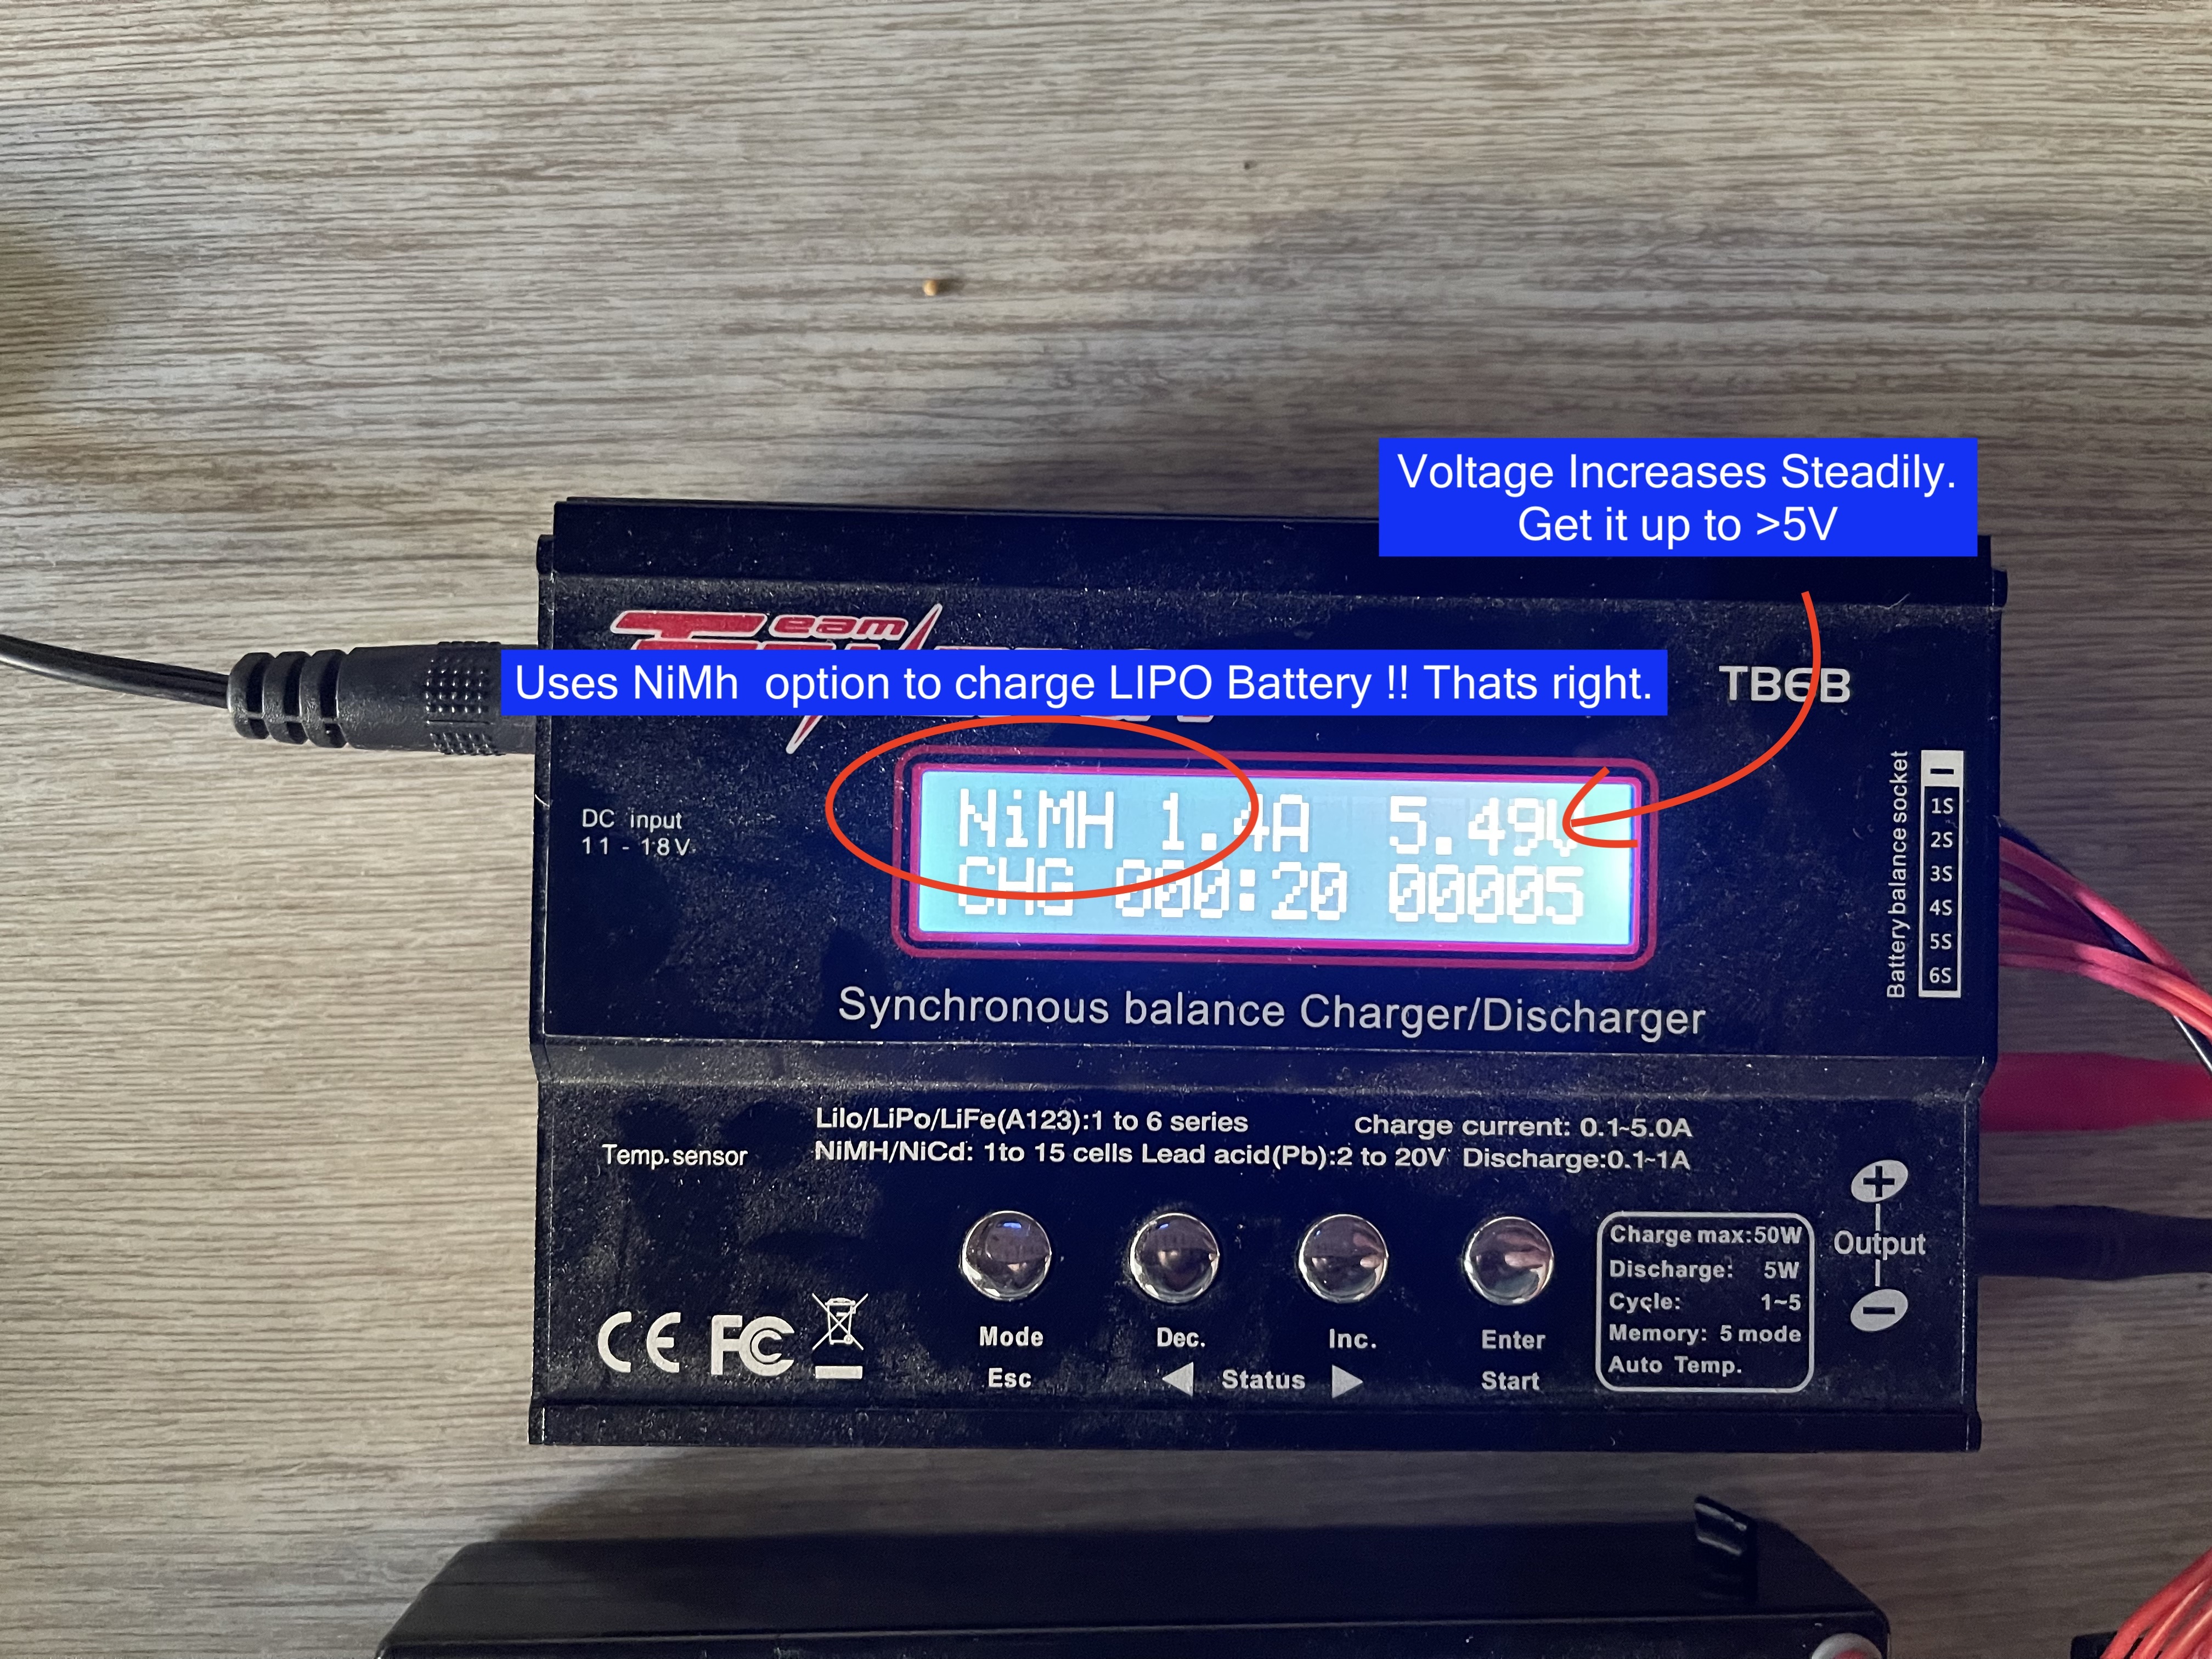 Voltage Increases Steadily.
Get it up to >5V
eam
Uses NiMh  option to charge LIPO Battery !! Thats right.
TB6B
NiMH 1.4A 5.49V
CHG 000:20 00005
DC input
11 - 18V
Battery balance socket
1S
2S
3S
4S
5S
6S
Synchronous balance Charger/Discharger
LiIo/LiPo/LiFe(A123):1 to 6 series
Charge current: 0.1~5.0A
NiMH/NiCd: 1to 15 cells Lead acid(Pb):2 to 20V Discharge:0.1~1A
Temp.sensor
Charge max:50W
Discharge: 5W
Cycle: 1~5
Memory: 5 mode
Auto Temp.
+
Output
−
CE FC
Mode
Dec.
Inc.
Enter
Esc
Status
Start